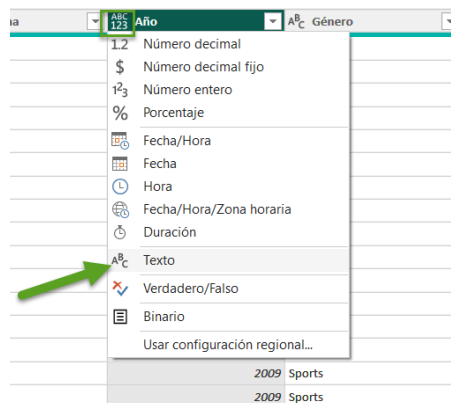 na ABC 123 Año ABC Género
1.2 Número decimal
$ Número decimal fijo
123 Número entero
% Porcentaje
Fecha/Hora
Fecha
Hora
Fecha/Hora/Zona horaria
Duración
ABC Texto
Verdadero/Falso
Binario
Usar configuración regional...
2009 Sports
2009 Sports